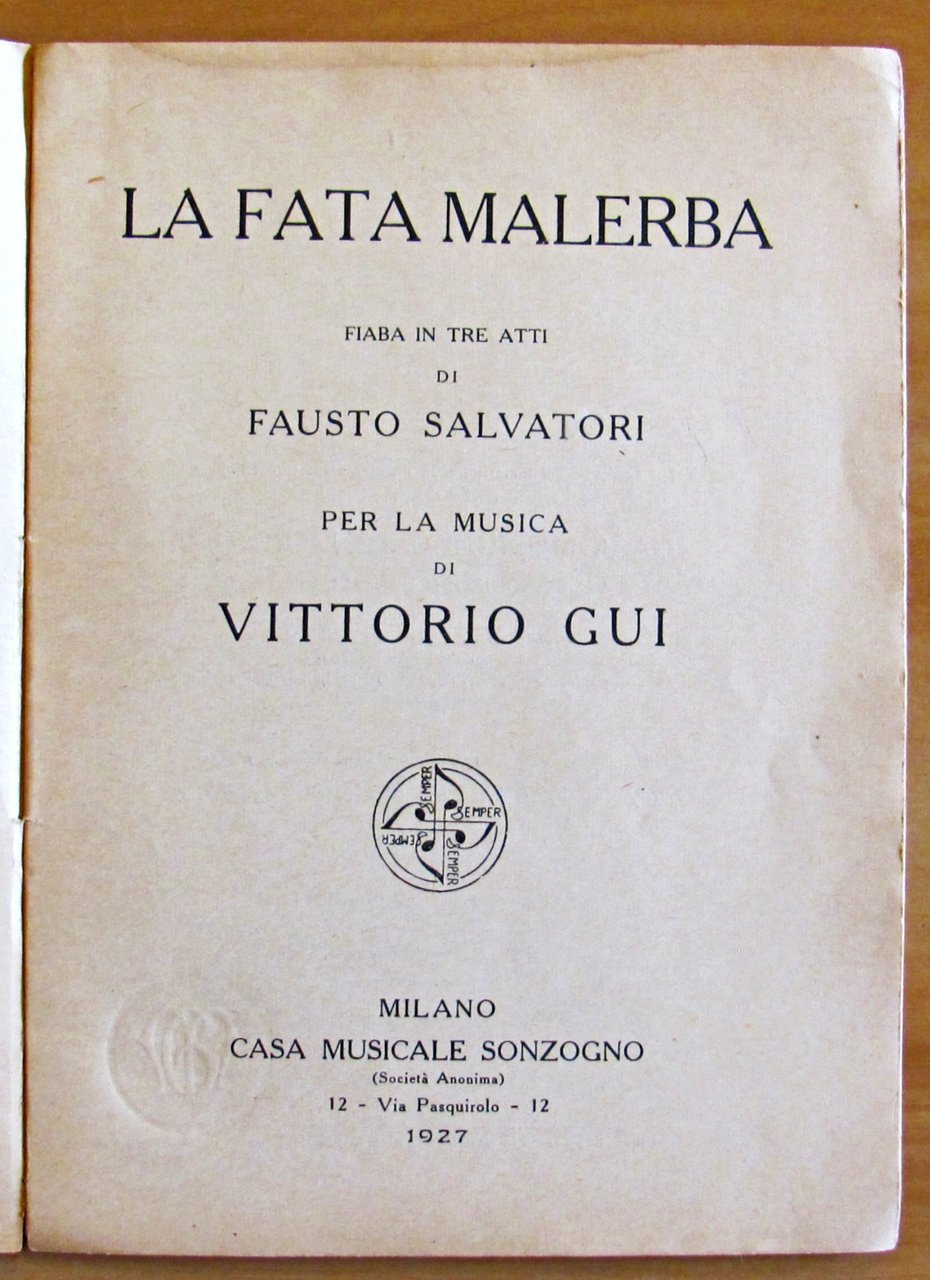 LA FATA MALERBA
FIABA IN TRE ATTI
DI
FAUSTO SALVATORI
PER LA MUSICA
DI
VITTORIO GUI
SEMPER
SEMPER
SEMPER
SEMPER
MILANO
CASA MUSICALE SONZOGNO
(Società Anonima)
12 - Via Pasquirolo - 12
1927